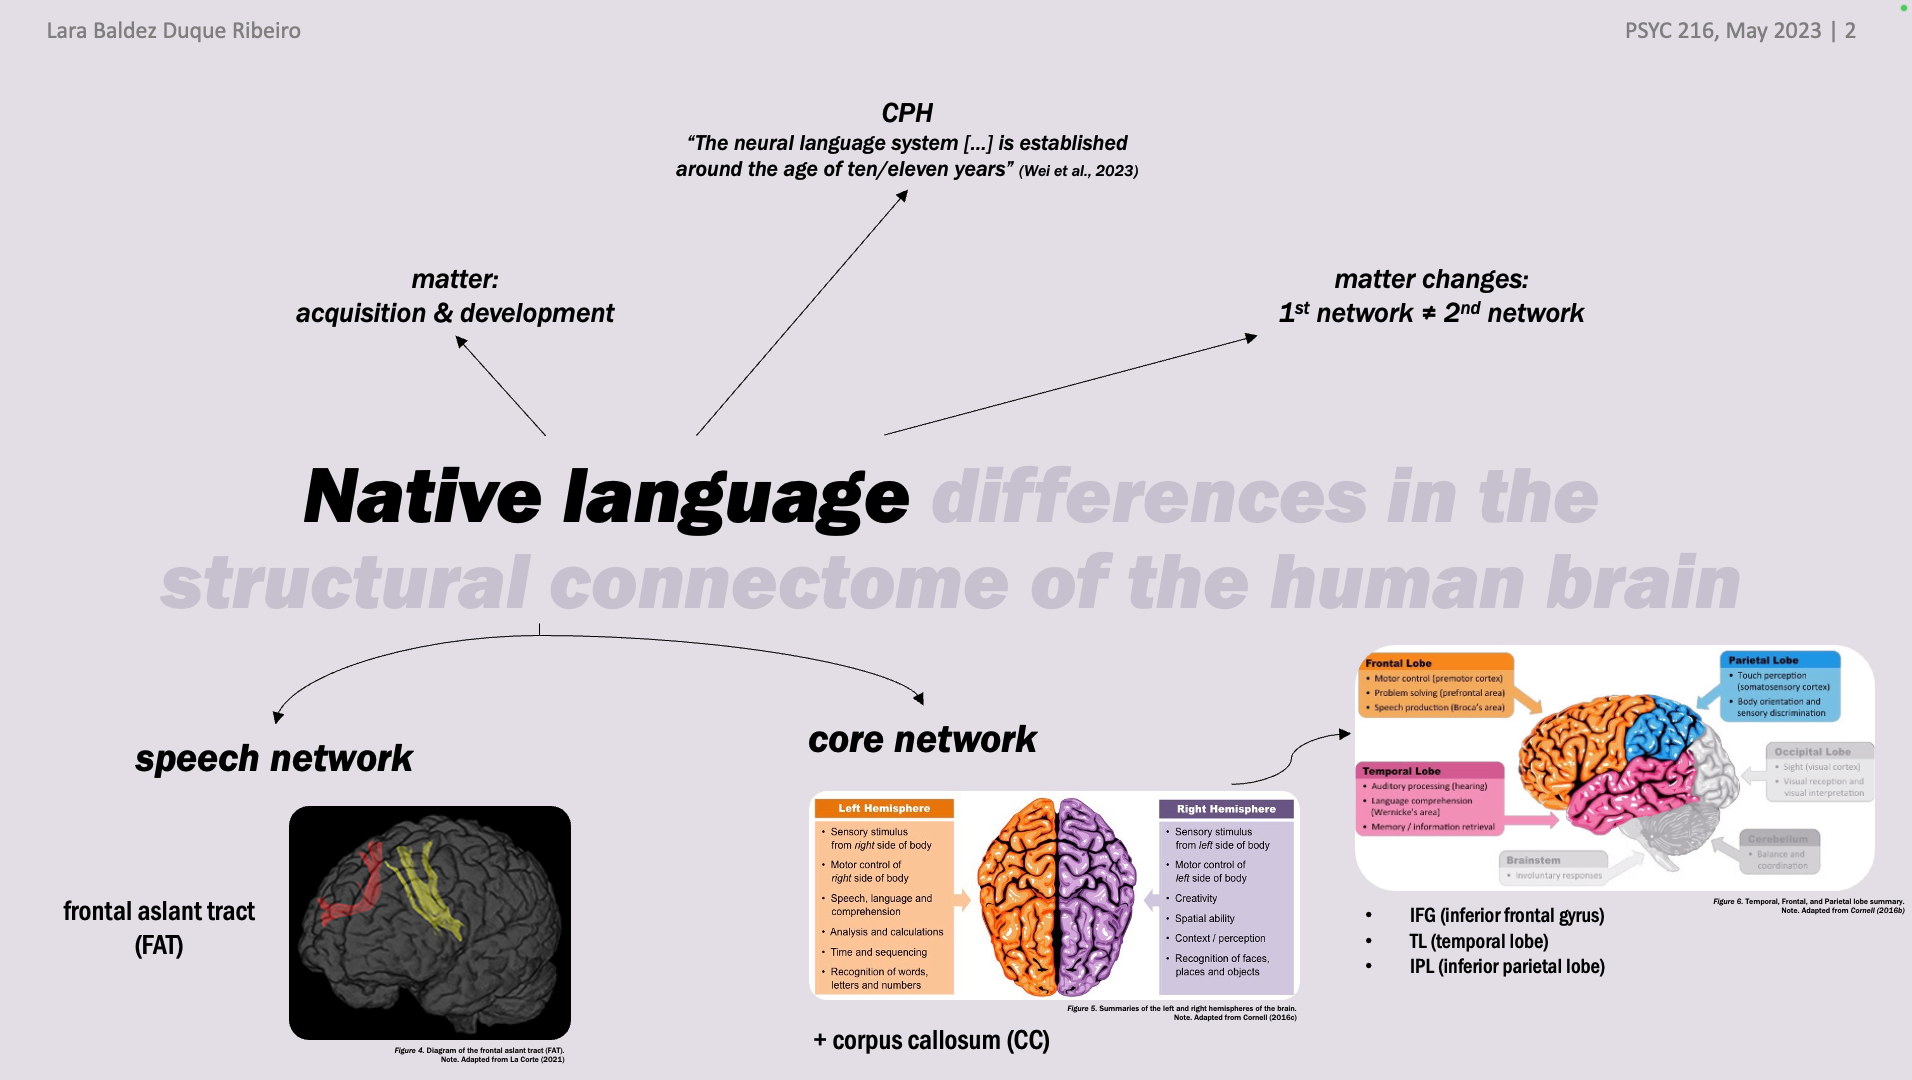 Lara Baldez Duque Ribeiro
PSYC 216, May 2023 | 2
CPH
“The neural language system [...] is established
around the age of ten/eleven years” (Wei et al., 2023)
matter:
acquisition & development
matter changes:
1st network ≠ 2nd network
Native language differences in the
structural connectome of the human brain
speech network
frontal aslant tract
(FAT)
Figure 4. Diagram of the frontal aslant tract (FAT).
Note. Adapted from La Corte (2021)
core network
Left Hemisphere
• Sensory stimulus
from right side of body
• Motor control of
right side of body
• Speech, language and
comprehension
• Analysis and calculations
• Time and sequencing
• Recognition of words,
letters and numbers
Right Hemisphere
• Sensory stimulus
from left side of body
• Motor control of
left side of body
• Creativity
• Spatial ability
• Context / perception
• Recognition of faces,
places and objects
Figure 5. Summaries of the left and right hemispheres of the brain.
Note. Adapted from Cornell (2016c)
+ corpus callosum (CC)
Frontal Lobe
• Motor control (premotor cortex)
• Problem solving (prefrontal area)
• Speech production (Broca's area)
Parietal Lobe
• Touch perception
(somatosensory cortex)
• Body orientation and
sensory discrimination
Occipital Lobe
• Sight (visual cortex)
• Visual reception and
visual interpretation
Temporal Lobe
• Auditory processing (hearing)
• Language comprehension
(Wernicke's area)
• Memory / information retrieval
Cerebellum
• Balance and
coordination
Brainstem
• Involuntary responses
Figure 6. Temporal, Frontal, and Parietal lobe summary.
Note. Adapted from Cornell (2016b)
• IFG (inferior frontal gyrus)
• TL (temporal lobe)
• IPL (inferior parietal lobe)